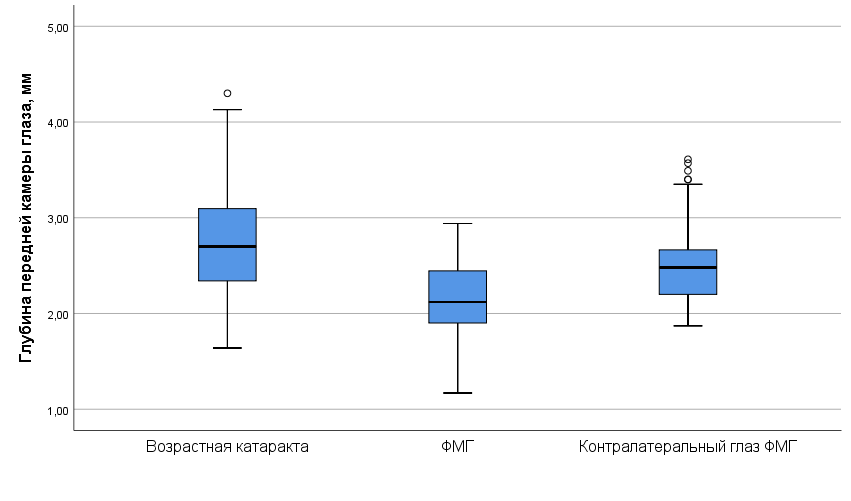 Глубина передней камеры глаза, мм
5,00
4,00
3,00
2,00
1,00
Возрастная катаракта
ФМГ
Контралатеральный глаз ФМГ